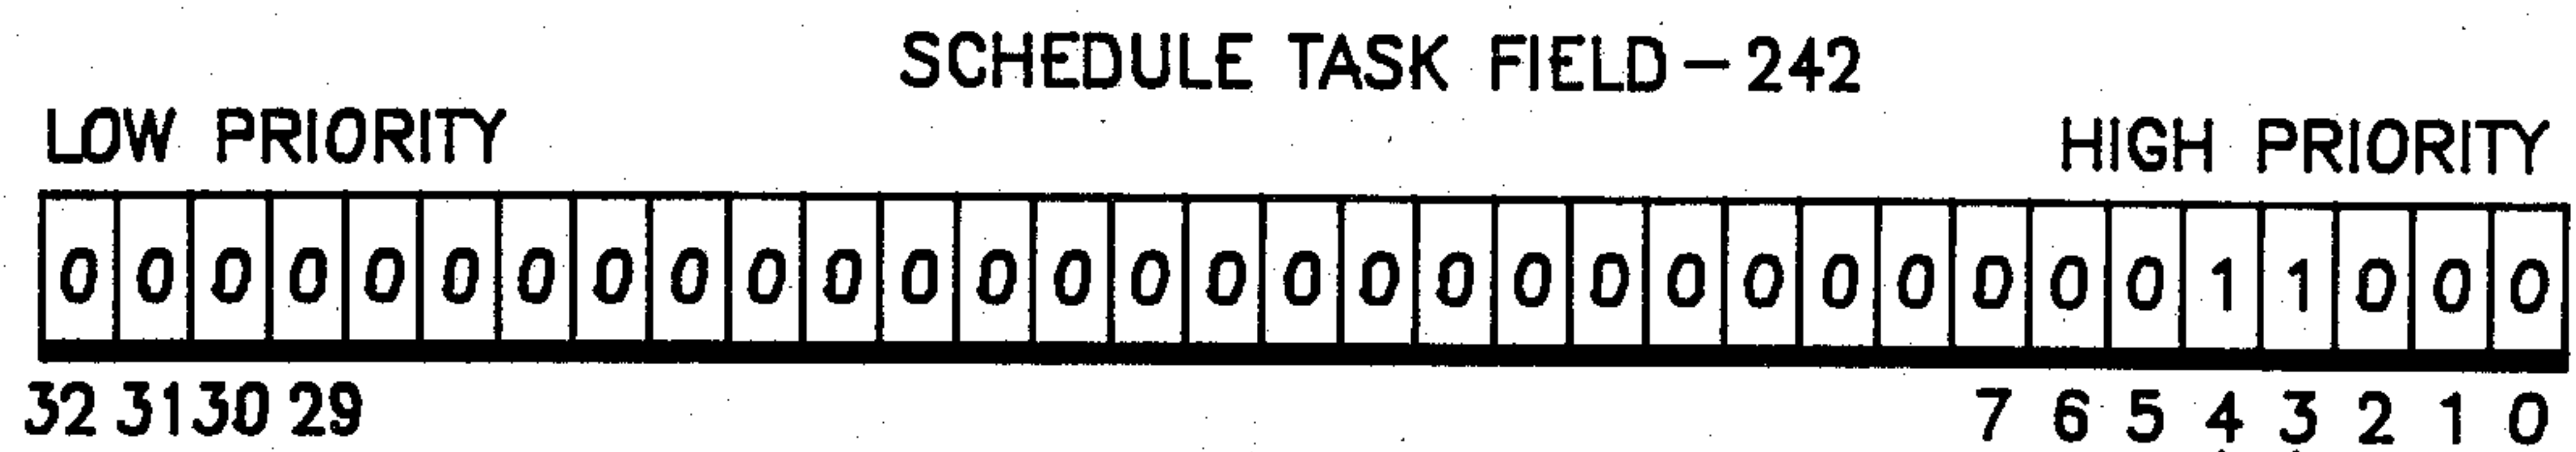 SCHEDULE TASK FIELD-242
LOW PRIORITY HIGH PRIORITY
0 0 0 0 0 0 0 0 0 0 0 0 0 0 0 0 0 0 0 0 0 0 0 0 0 0 0 0 1 1 0 0 0
32 31 30 29 7 6 5 4 3 2 1 0